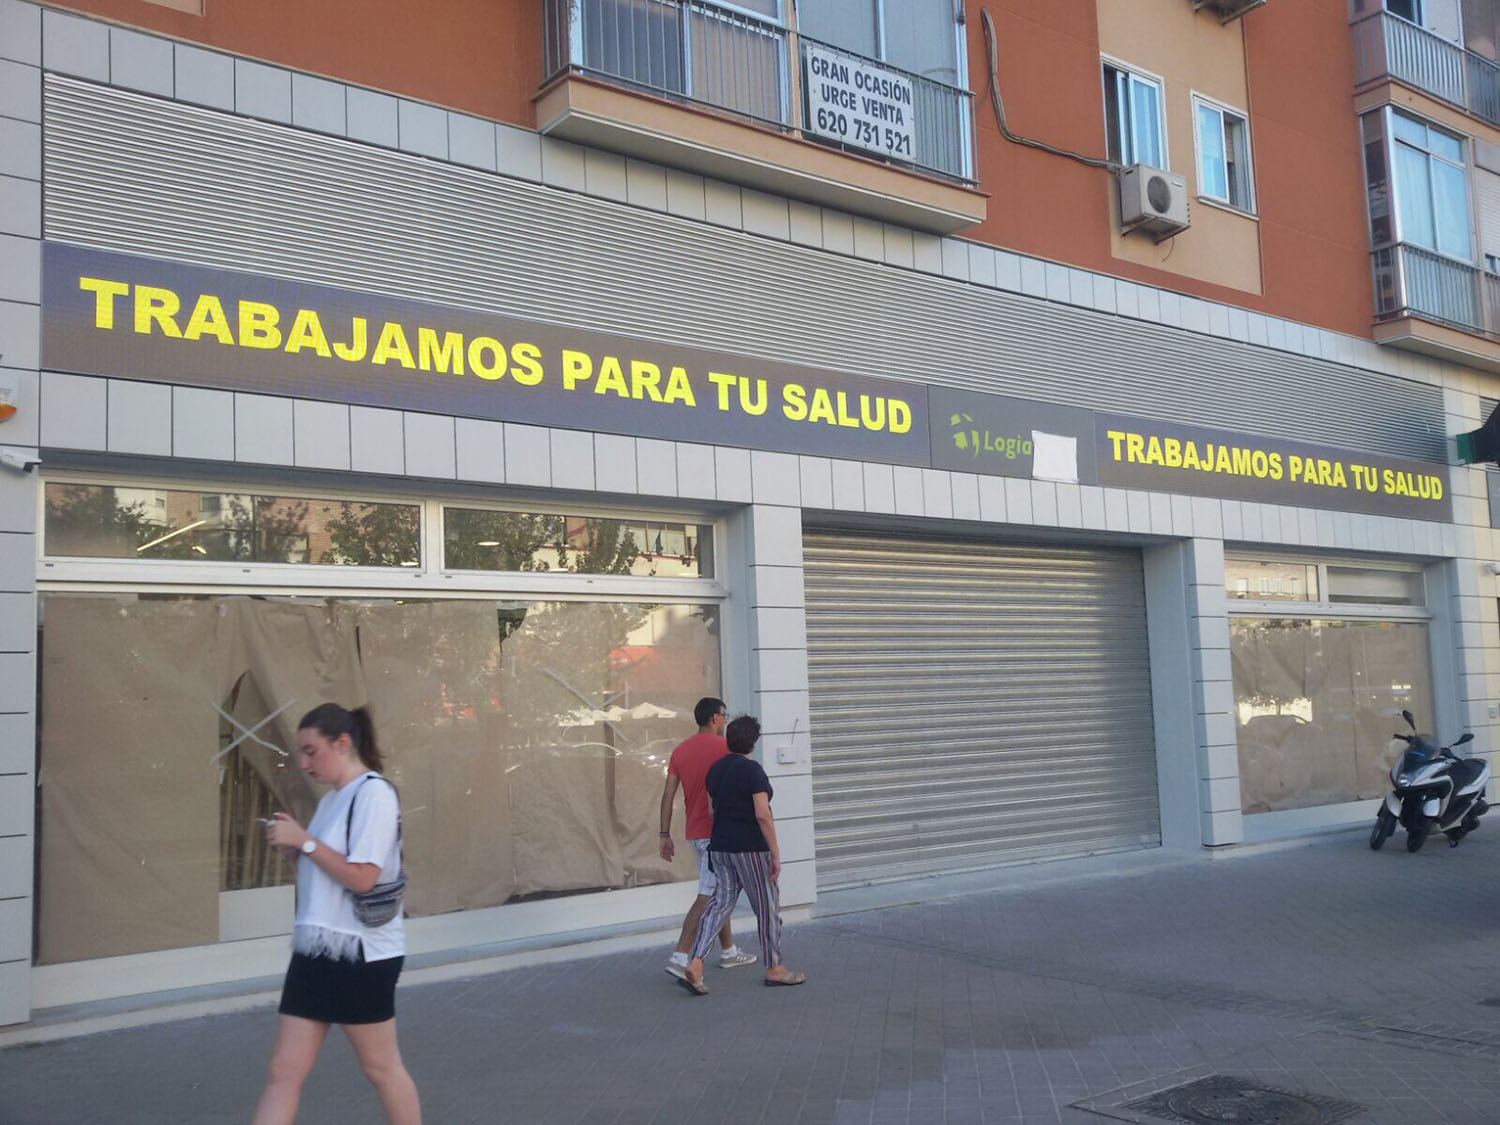 GRAN OCASIÓN
URGE VENTA
620 731 521
TRABAJAMOS PARA TU SALUD
Logia
TRABAJAMOS PARA TU SALUD